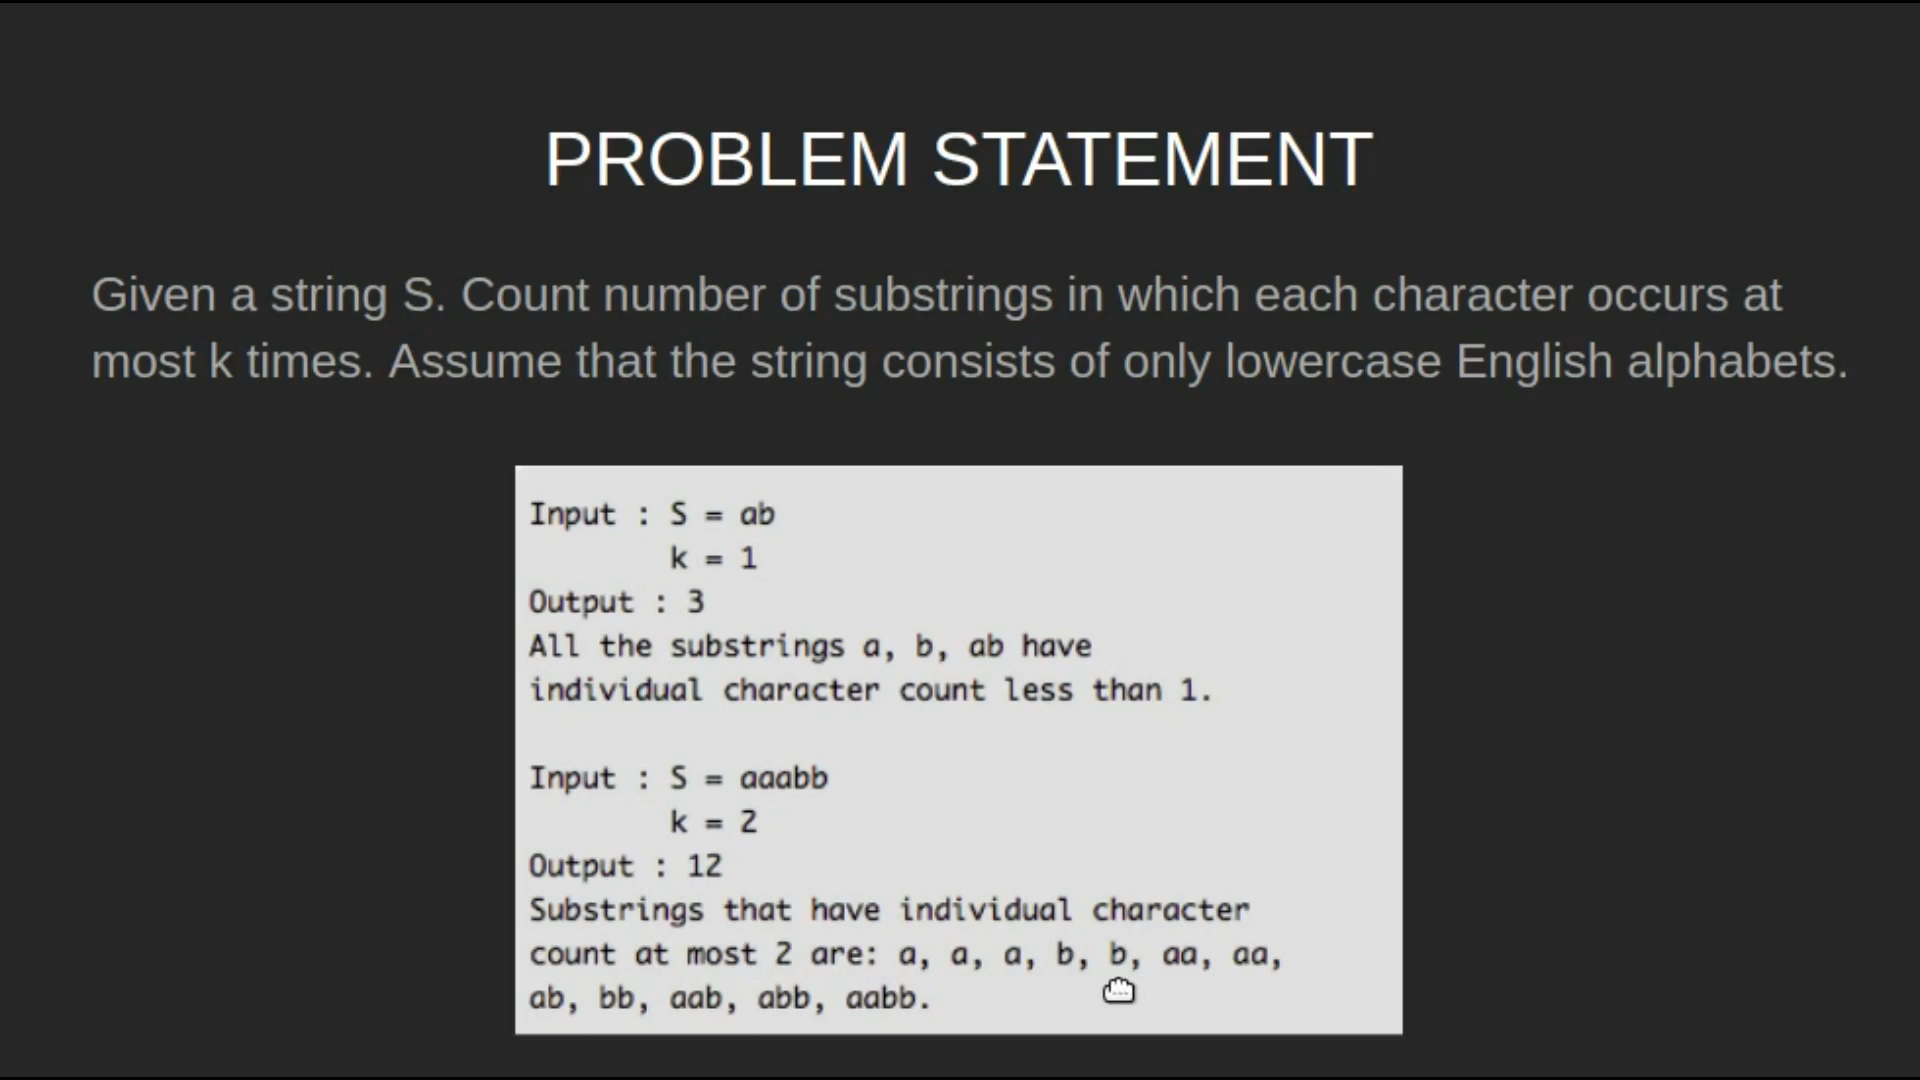 PROBLEM STATEMENT
Given a string S. Count number of substrings in which each character occurs at
most k times. Assume that the string consists of only lowercase English alphabets.
Input : S = ab
k = 1
Output : 3
All the substrings a, b, ab have
individual character count less than 1.
Input : S = aaabb
k = 2
Output : 12
Substrings that have individual character
count at most 2 are: a, a, a, b, b, aa, aa,
ab, bb, aab, abb, aabb.